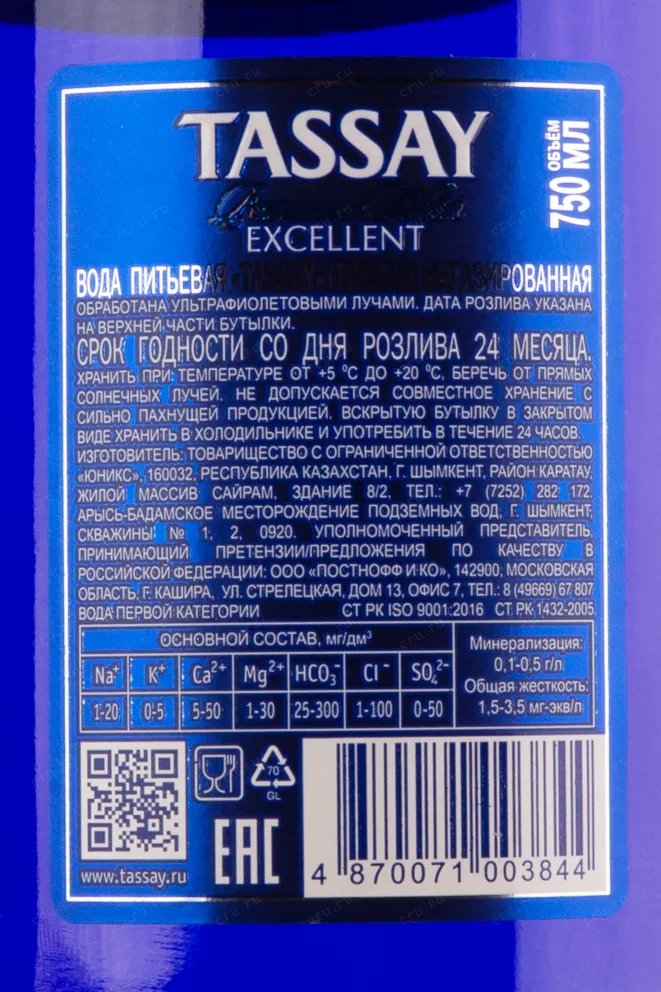 TASSAY
EXCELLENT
ОБЪЁМ
750 МЛ
ВОДА ПИТЬЕВАЯ «TASSAY» НЕГАЗИРОВАННАЯ
ОБРАБОТАНА УЛЬТРАФИОЛЕТОВЫМИ ЛУЧАМИ. ДАТА РОЗЛИВА УКАЗАНА
НА ВЕРХНЕЙ ЧАСТИ БУТЫЛКИ.
СРОК ГОДНОСТИ СО ДНЯ РОЗЛИВА 24 МЕСЯЦА.
ХРАНИТЬ ПРИ ТЕМПЕРАТУРЕ ОТ +5 ⁰С ДО +20 ⁰С, БЕРЕЧЬ ОТ ПРЯМЫХ
СОЛНЕЧНЫХ ЛУЧЕЙ. НЕ ДОПУСКАЕТСЯ СОВМЕСТНОЕ ХРАНЕНИЕ С
СИЛЬНО ПАХНУЩЕЙ ПРОДУКЦИЕЙ. ВСКРЫТУЮ БУТЫЛКУ В ЗАКРЫТОМ
ВИДЕ ХРАНИТЬ В ХОЛОДИЛЬНИКЕ И УПОТРЕБИТЬ В ТЕЧЕНИЕ 24 ЧАСОВ.
ИЗГОТОВИТЕЛЬ: ТОВАРИЩЕСТВО С ОГРАНИЧЕННОЙ ОТВЕТСТВЕННОСТЬЮ
«ЮНИКС», 160032, РЕСПУБЛИКА КАЗАХСТАН, Г. ШЫМКЕНТ, РАЙОН КАРАТАУ,
ЖИЛОЙ МАССИВ САЙРАМ, ЗДАНИЕ 8/2, ТЕЛ.: +7 (7252) 282 172.
АРЫСЬ-БАДАМСКОЕ МЕСТОРОЖДЕНИЕ ПОДЗЕМНЫХ ВОД, Г. ШЫМКЕНТ,
СКВАЖИНЫ № 1, 2, 0920. УПОЛНОМОЧЕННЫЙ ПРЕДСТАВИТЕЛЬ,
ПРИНИМАЮЩИЙ ПРЕТЕНЗИИ/ПРЕДЛОЖЕНИЯ ПО КАЧЕСТВУ В
РОССИЙСКОЙ ФЕДЕРАЦИИ: ООО «ПОСТНОФФ И КО», 142900, МОСКОВСКАЯ
ОБЛАСТЬ, Г. КАШИРА, УЛ. СТРЕЛЕЦКАЯ, ДОМ 13, ОФИС 7, ТЕЛ.: 8 (49669) 67 807
ВОДА ПЕРВОЙ КАТЕГОРИИ СТ РК ISO 9001:2016 СТ РК 1432-2005
ОСНОВНОЙ СОСТАВ, мг/дм³
Na⁺ K⁺ Ca²⁺ Mg²⁺ HCO₃⁻ Cl⁻ SO₄²⁻
1-20 0-5 5-50 1-30 25-300 1-100 0-50
Минерализация:
0,1-0,5 г/л
Общая жесткость:
1,5-3,5 мг-экв/л
70
GL
EAC
www.tassay.ru
4 870071 003844